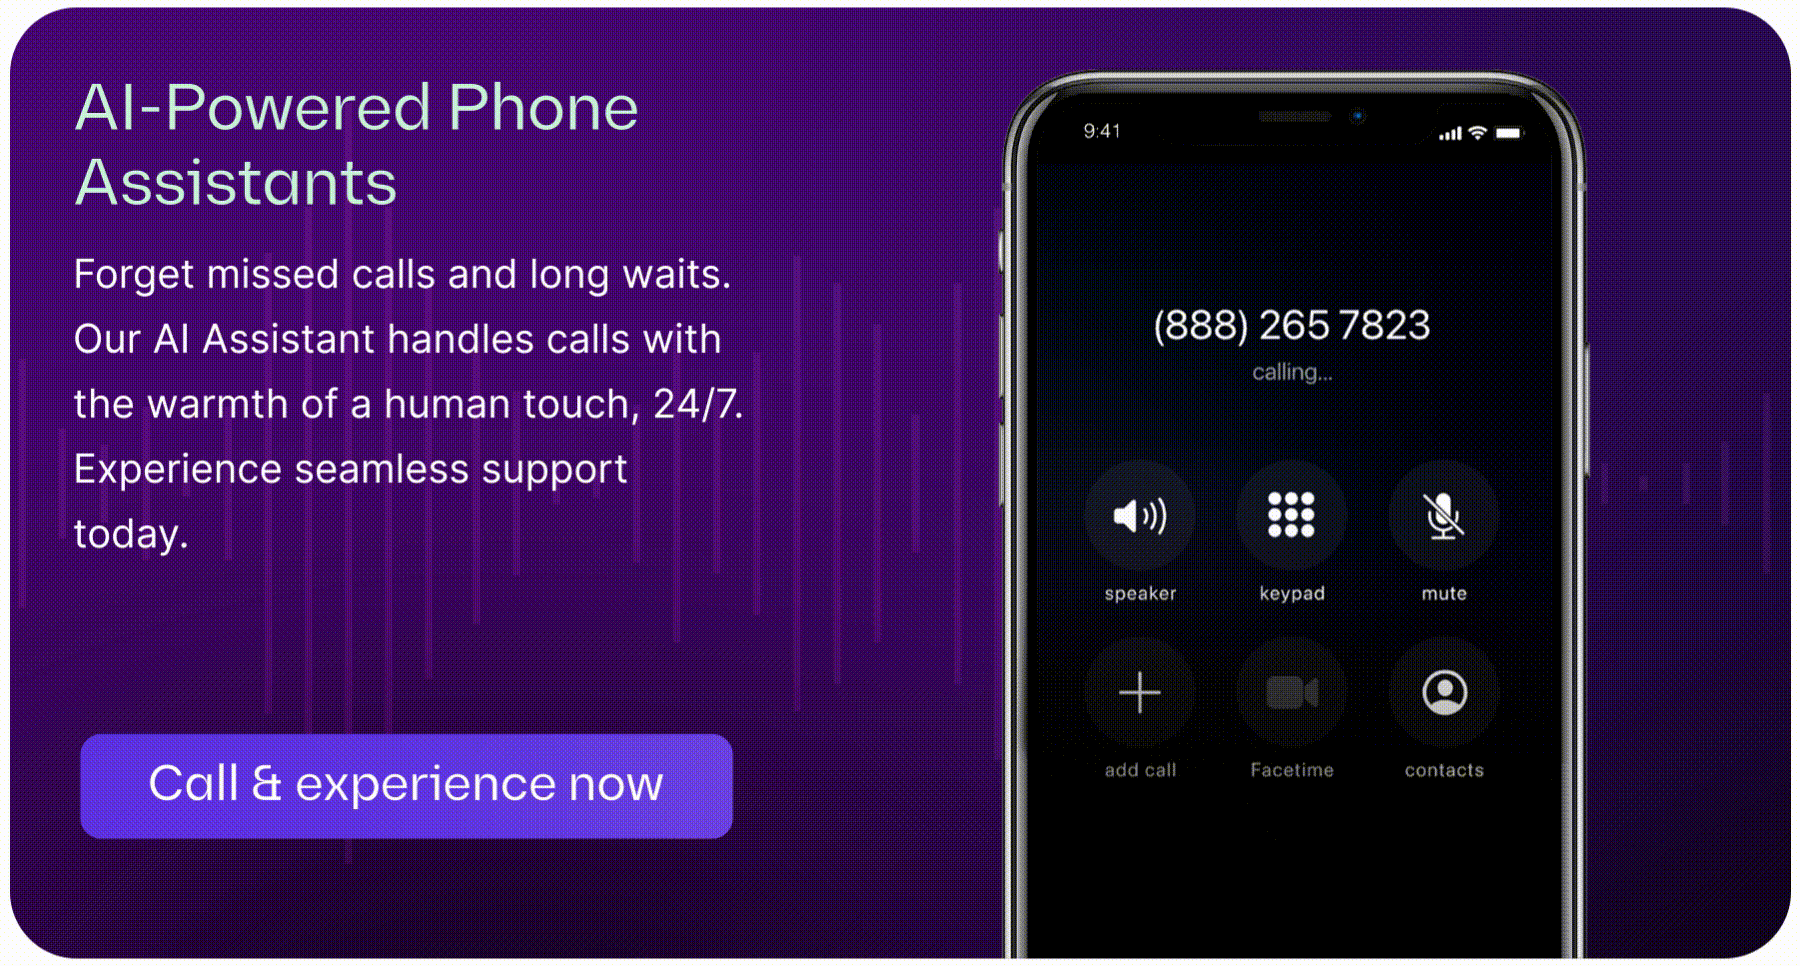 AI-Powered Phone
Assistants
Forget missed calls and long waits.
Our AI Assistant handles calls with
the warmth of a human touch, 24/7.
Experience seamless support
today.
Call & experience now
9:41
(888) 265 7823
calling...
speaker
keypad
mute
add call
Facetime
contacts